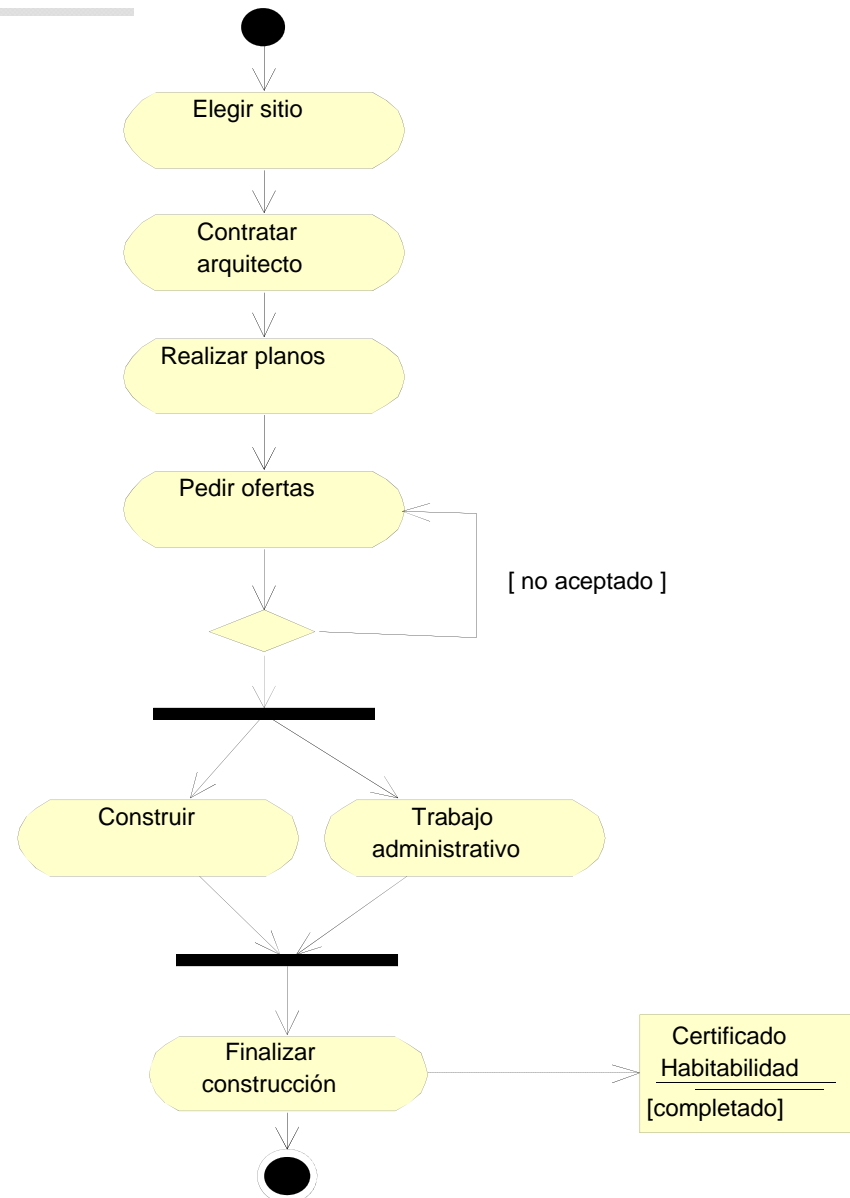 Elegir sitio
Contratar
arquitecto
Realizar planos
Pedir ofertas
[ no aceptado ]
Construir
Trabajo
administrativo
Finalizar
construcción
Certificado
Habitabilidad
[completado]